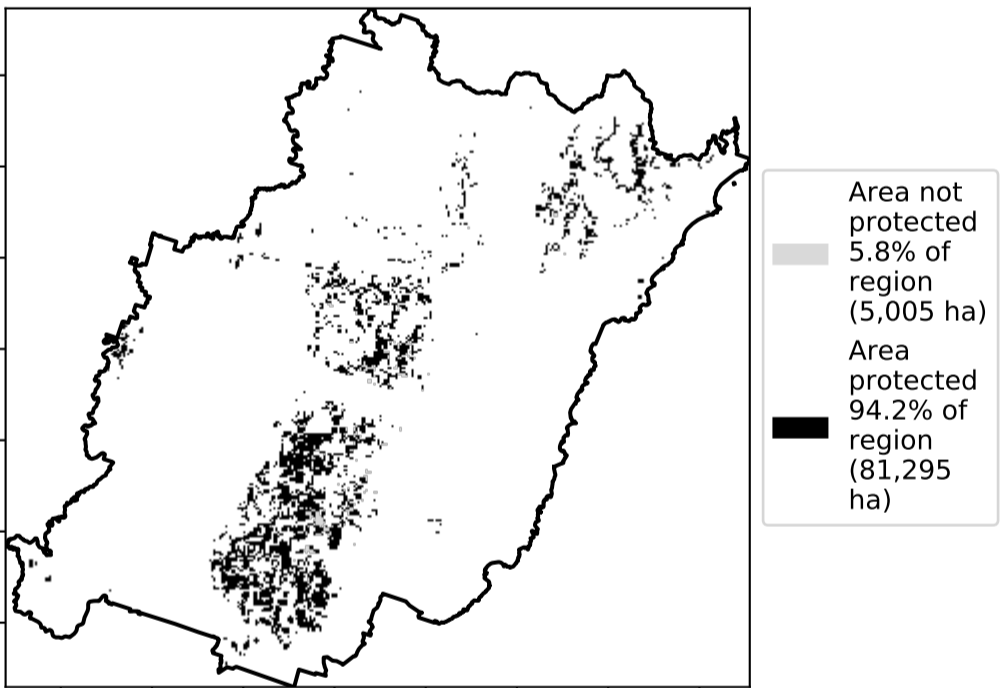 Area not
protected
5.8% of
region
(5,005 ha)
Area
protected
94.2% of
region
(81,295
ha)